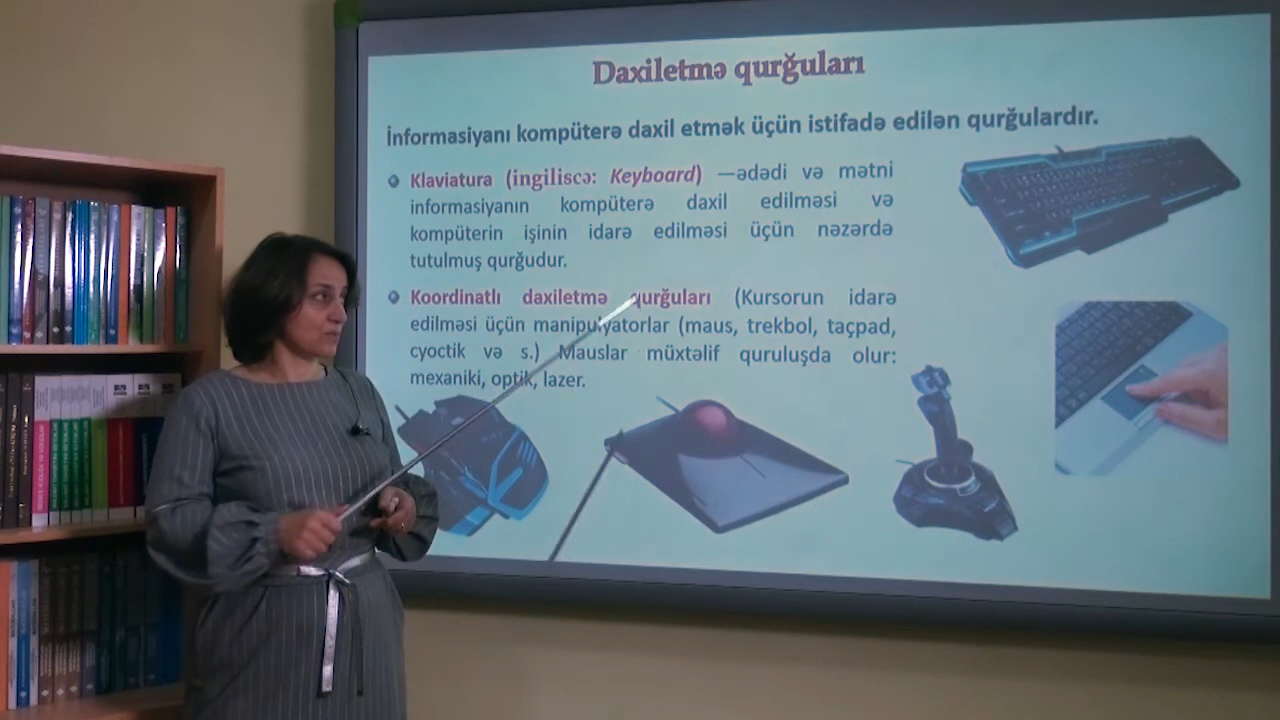 Daxiletmə qurğuları
İnformasiyanı kompüterə daxil etmək üçün istifadə edilən qurğulardır.
Klaviatura (ingiliscə: Keyboard) —ədədi və mətni
informasiyanın kompüterə daxil edilməsi və
kompüterin işinin idarə edilməsi üçün nəzərdə
tutulmuş qurğudur.
Koordinatlı daxiletmə qurğuları (Kursorun idarə
edilməsi üçün manipulyatorlar (maus, trekbol, taçpad,
cyoctik və s.) Mauslar müxtəlif quruluşda olur:
mexaniki, optik, lazer.